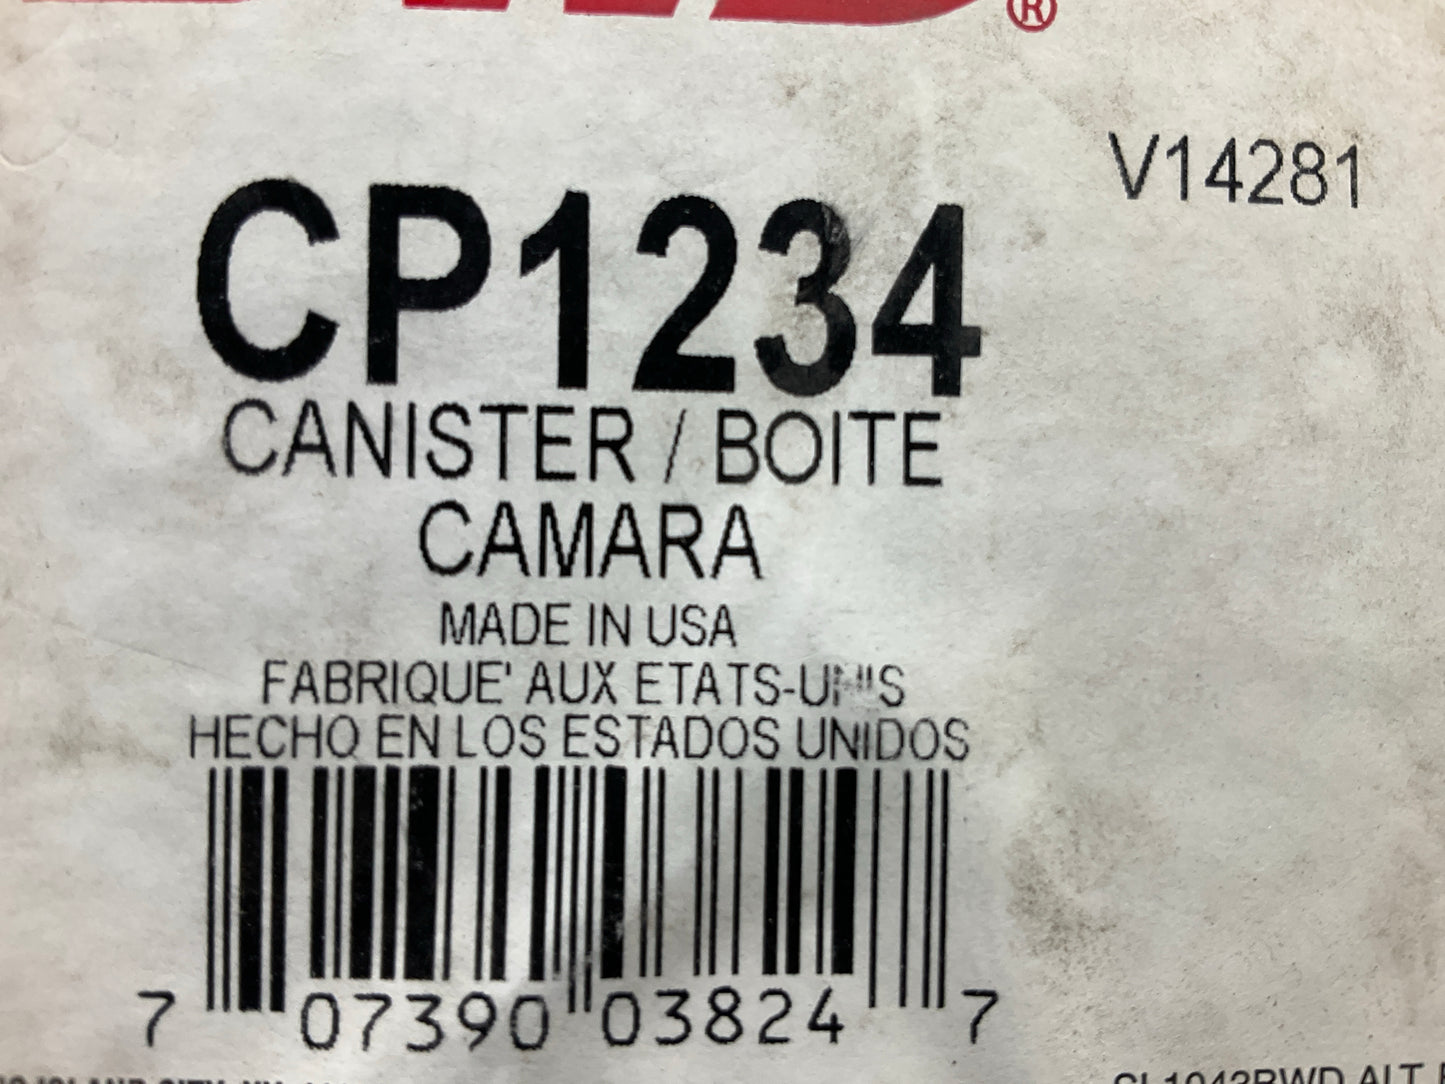 ®
V14281
CP1234
CANISTER / BOITE
CAMARA
MADE IN USA
FABRIQUE' AUX ETATS-UNIS
HECHO EN LOS ESTADOS UNIDOS
7 07390 03824 7